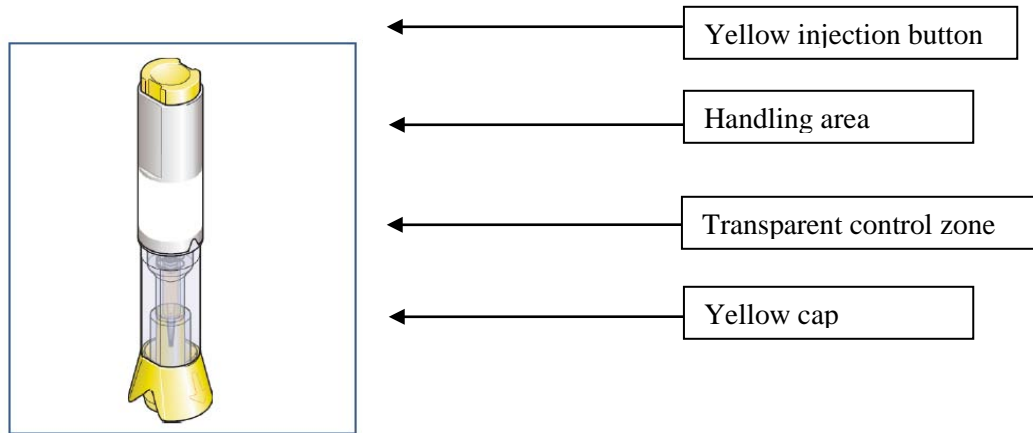 Yellow injection button
Handling area
Transparent control zone
Yellow cap